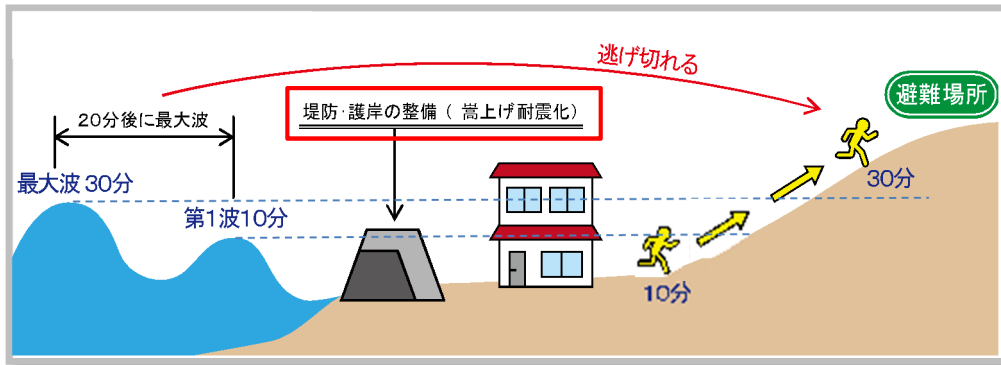 逃げ切れる
避難場所
20分後に最大波
堤防・護岸の整備（ 嵩上げ耐震化）
最大波 30分
第1波10分
30分
10分